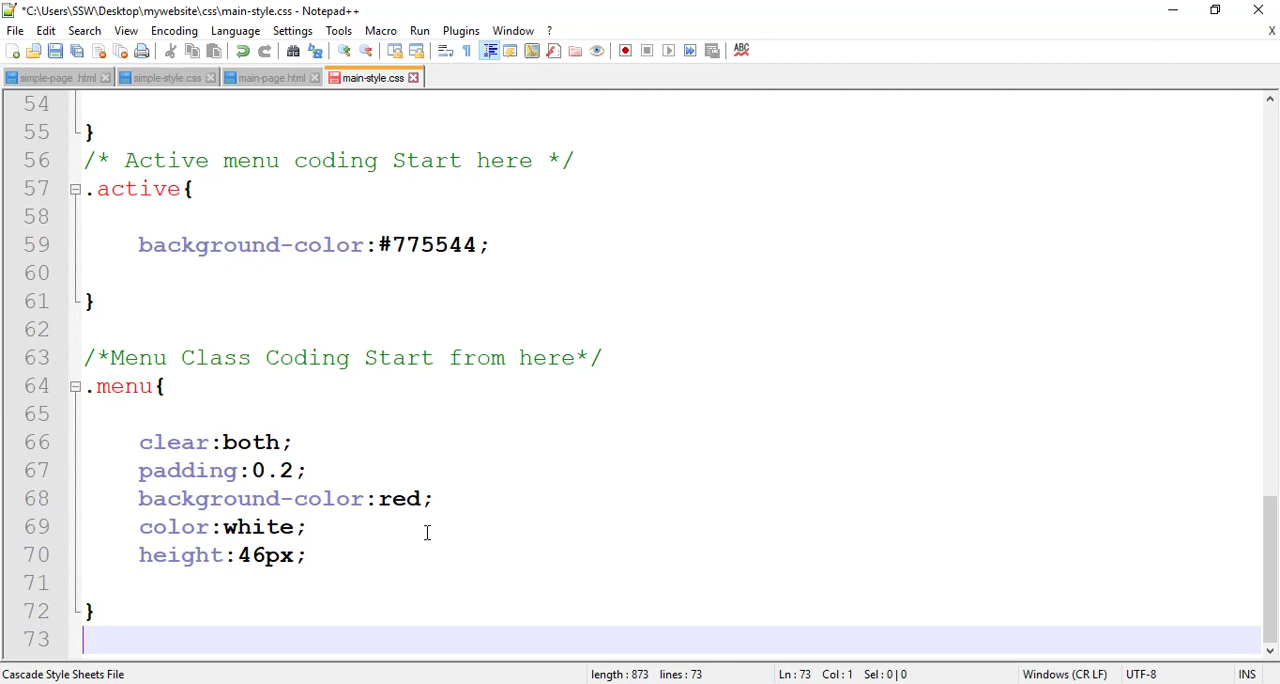 *C:\Users\SSW\Desktop\mywebsite\css\main-style.css - Notepad++
File Edit Search View Encoding Language Settings Tools Macro Run Plugins Window ? X
simple-page .html simple-style.css main-page.html main-style.css
54
55 }
56 /* Active menu coding Start here */
57 .active{
58
59 background-color:#775544;
60
61 }
62
63 /*Menu Class Coding Start from here*/
64 .menu{
65
66 clear:both;
67 padding:0.2;
68 background-color:red;
69 color:white;
70 height:46px;
71
72 }
73
Cascade Style Sheets File length : 873 lines : 73 Ln : 73 Col : 1 Sel : 0 | 0 Windows (CR LF) UTF-8 INS